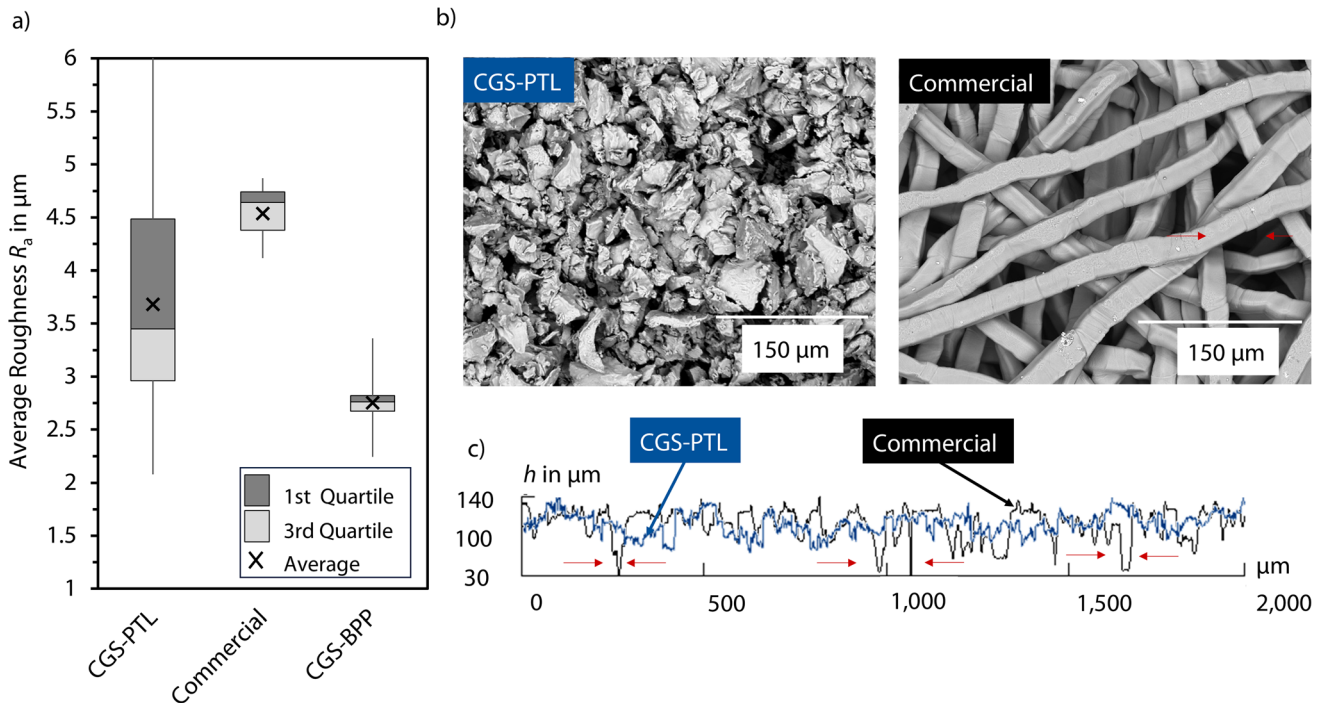 a)
Average Roughness Ra in μm
6
5.5
5
4.5
4
3.5
3
2.5
2
1.5
1
1st Quartile
3rd Quartile
Average
CGS-PTL
Commercial
CGS-BPP
b)
CGS-PTL
150 μm
Commercial
150 μm
c)
CGS-PTL
Commercial
h in μm
140
100
30
μm
0
500
1,000
1,500
2,000